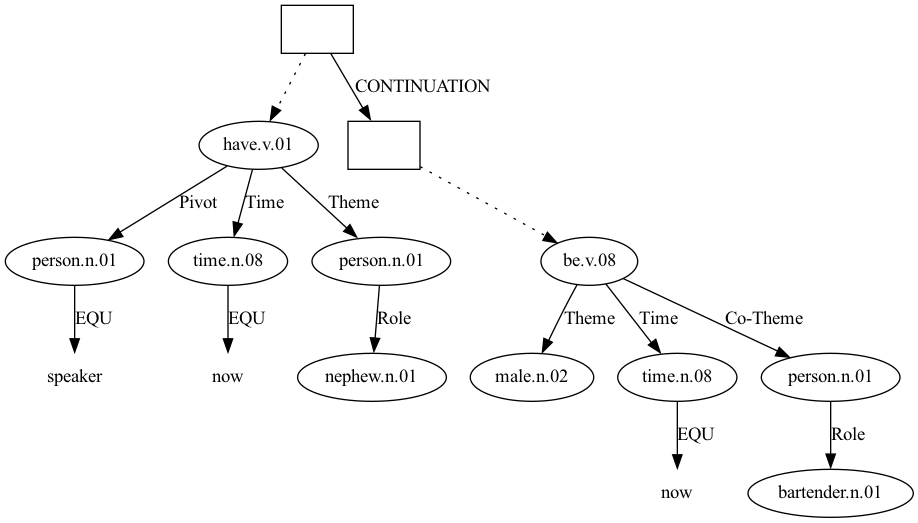 CONTINUATION
have.v.01
Pivot Time Theme
person.n.01 time.n.08 person.n.01 be.v.08
EQU EQU Role Theme Time Co-Theme
speaker now nephew.n.01 male.n.02 time.n.08 person.n.01
EQU Role
now bartender.n.01